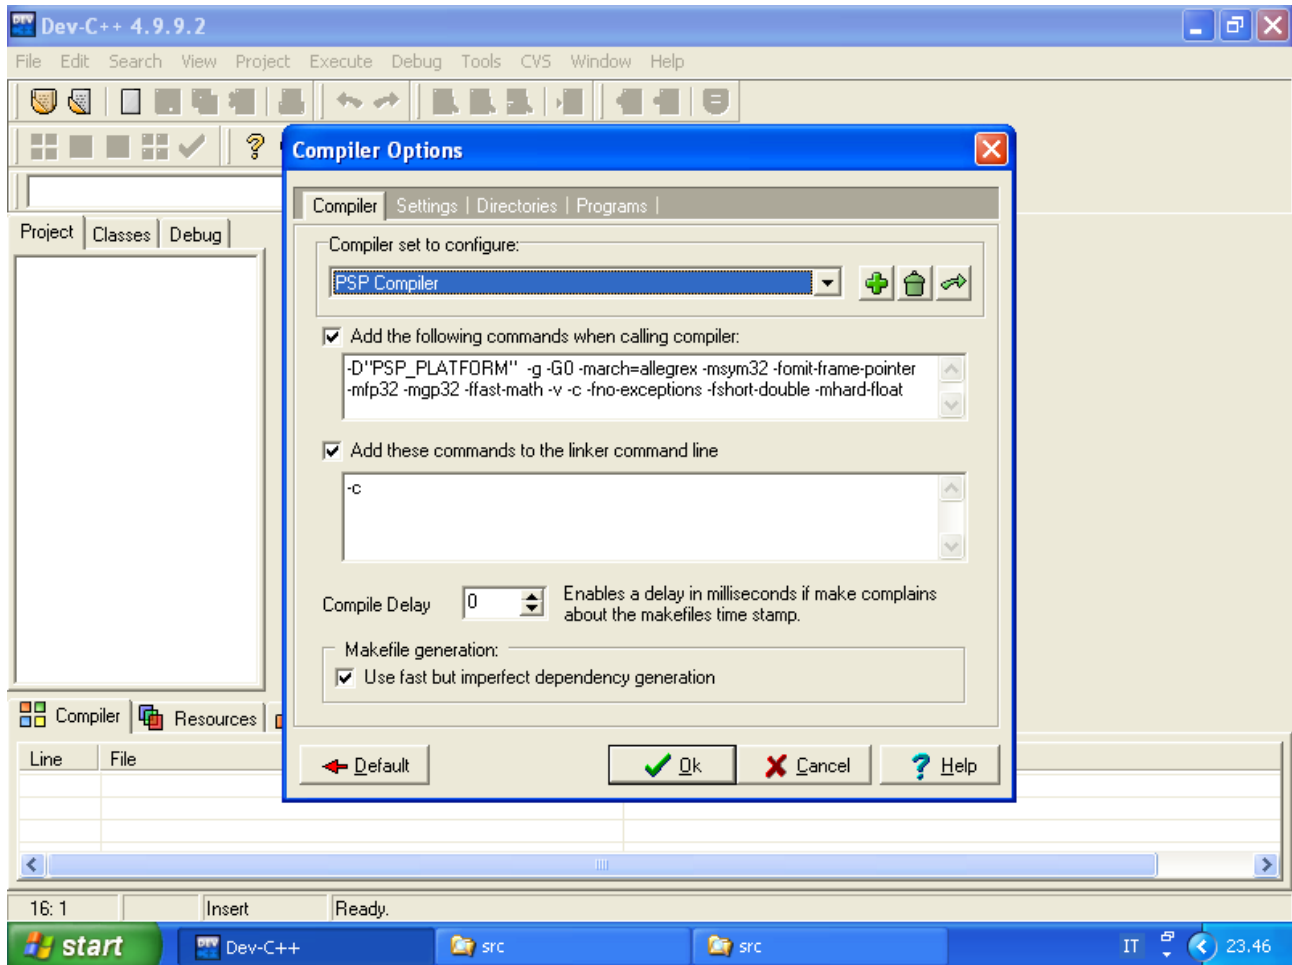 Dev-C++ 4.9.9.2
File Edit Search View Project Execute Debug Tools CVS Window Help
Compiler Options
Compiler Settings Directories Programs
Project Classes Debug
Compiler set to configure:
PSP Compiler
Add the following commands when calling compiler:
-D"PSP_PLATFORM" -g -G0 -march=allegrex -msym32 -fomit-frame-pointer
-mfp32 -mgp32 -ffast-math -v -c -fno-exceptions -fshort-double -mhard-float
Add these commands to the linker command line
-c
Compile Delay 0 Enables a delay in milliseconds if make complains
about the makefiles time stamp.
Makefile generation:
Use fast but imperfect dependency generation
Compiler Resources
Line File
Default Ok Cancel Help
16: 1 Insert Ready.
start Dev-C++ src src IT 23.46